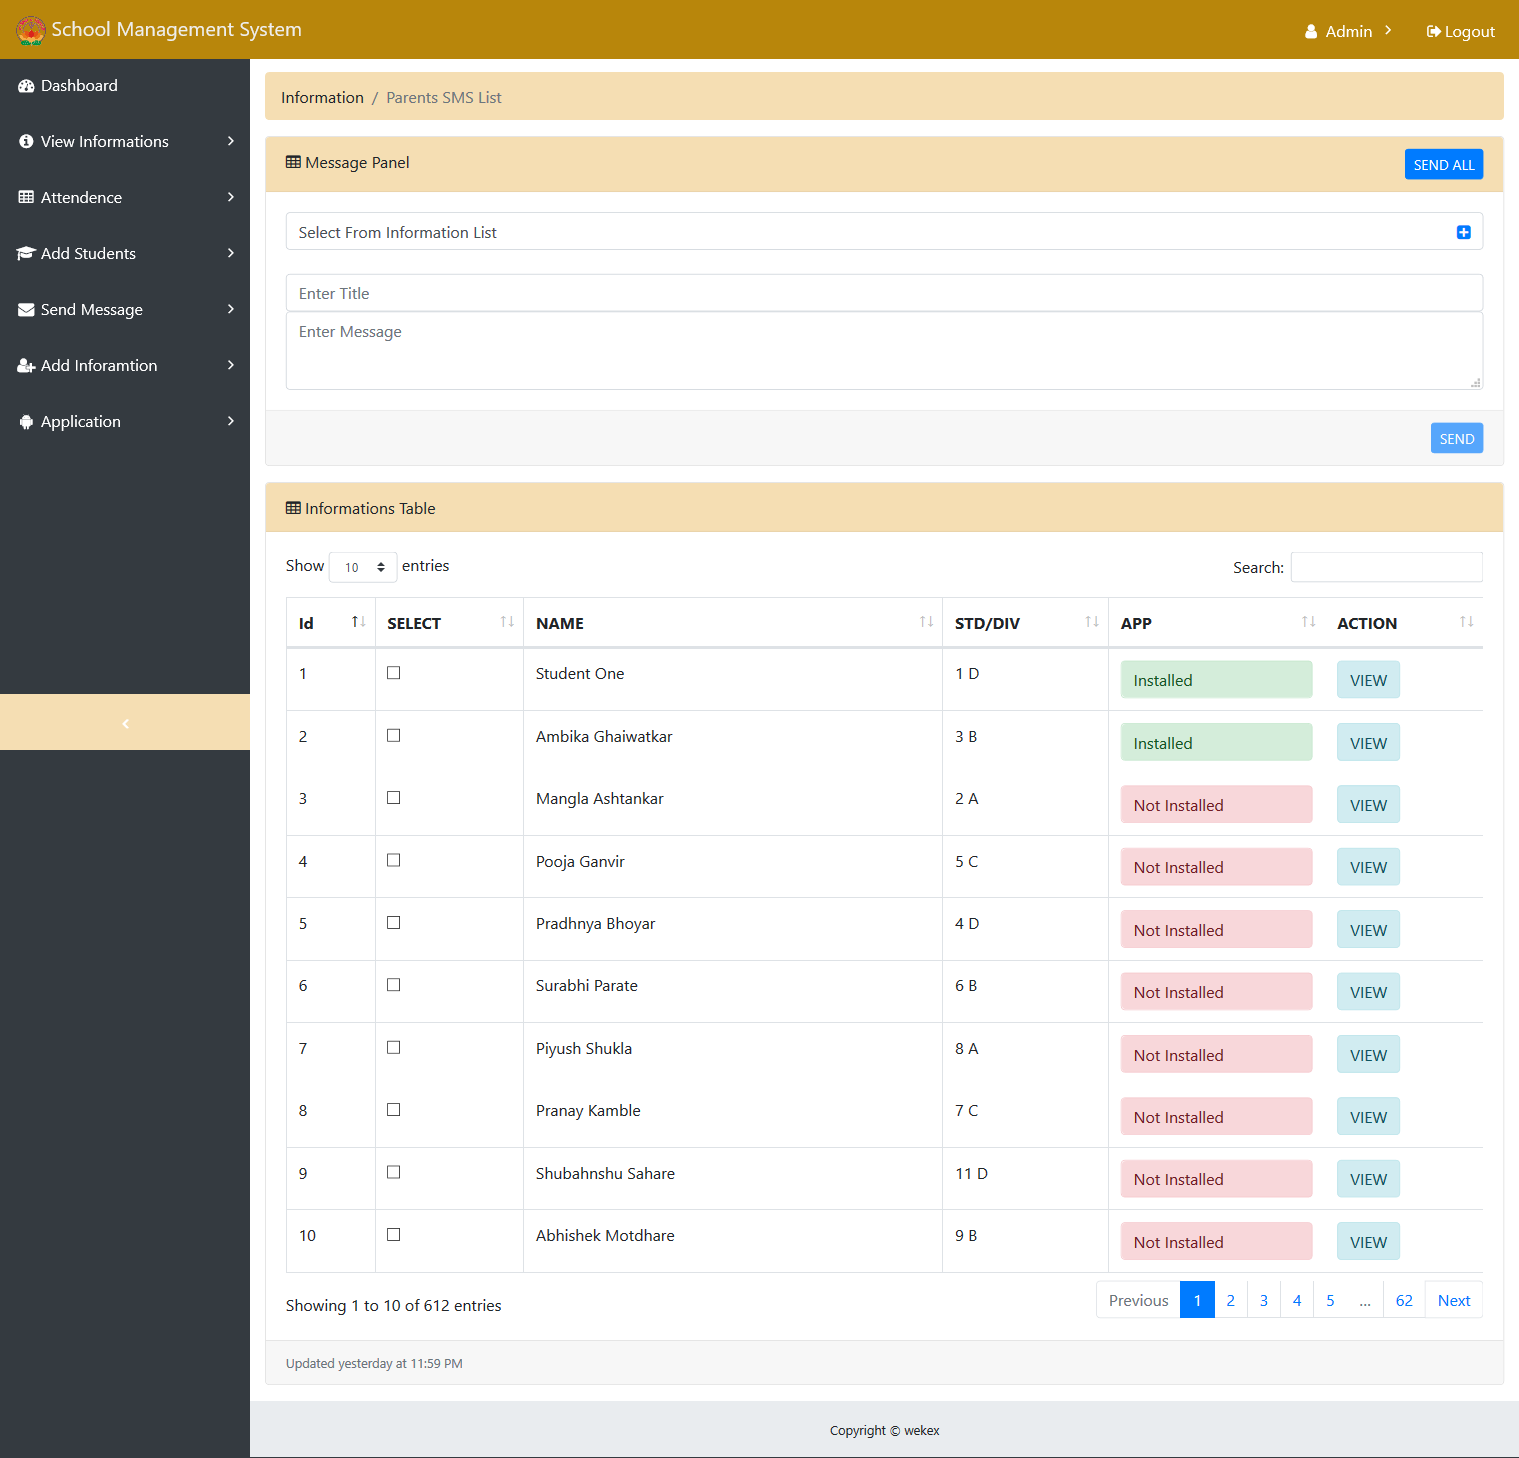 School Management System
Admin
Logout
Dashboard
View Informations
Attendence
Add Students
Send Message
Add Inforamtion
Application
Information / Parents SMS List
Message Panel
SEND ALL
Select From Information List
Enter Title
Enter Message
SEND
Informations Table
Show 10 entries
Search:
Id SELECT NAME STD/DIV APP ACTION
1 Student One 1 D Installed VIEW
2 Ambika Ghaiwatkar 3 B Installed VIEW
3 Mangla Ashtankar 2 A Not Installed VIEW
4 Pooja Ganvir 5 C Not Installed VIEW
5 Pradhnya Bhoyar 4 D Not Installed VIEW
6 Surabhi Parate 6 B Not Installed VIEW
7 Piyush Shukla 8 A Not Installed VIEW
8 Pranay Kamble 7 C Not Installed VIEW
9 Shubahnshu Sahare 11 D Not Installed VIEW
10 Abhishek Motdhare 9 B Not Installed VIEW
Showing 1 to 10 of 612 entries
Previous 1 2 3 4 5 ... 62 Next
Updated yesterday at 11:59 PM
Copyright © wekex